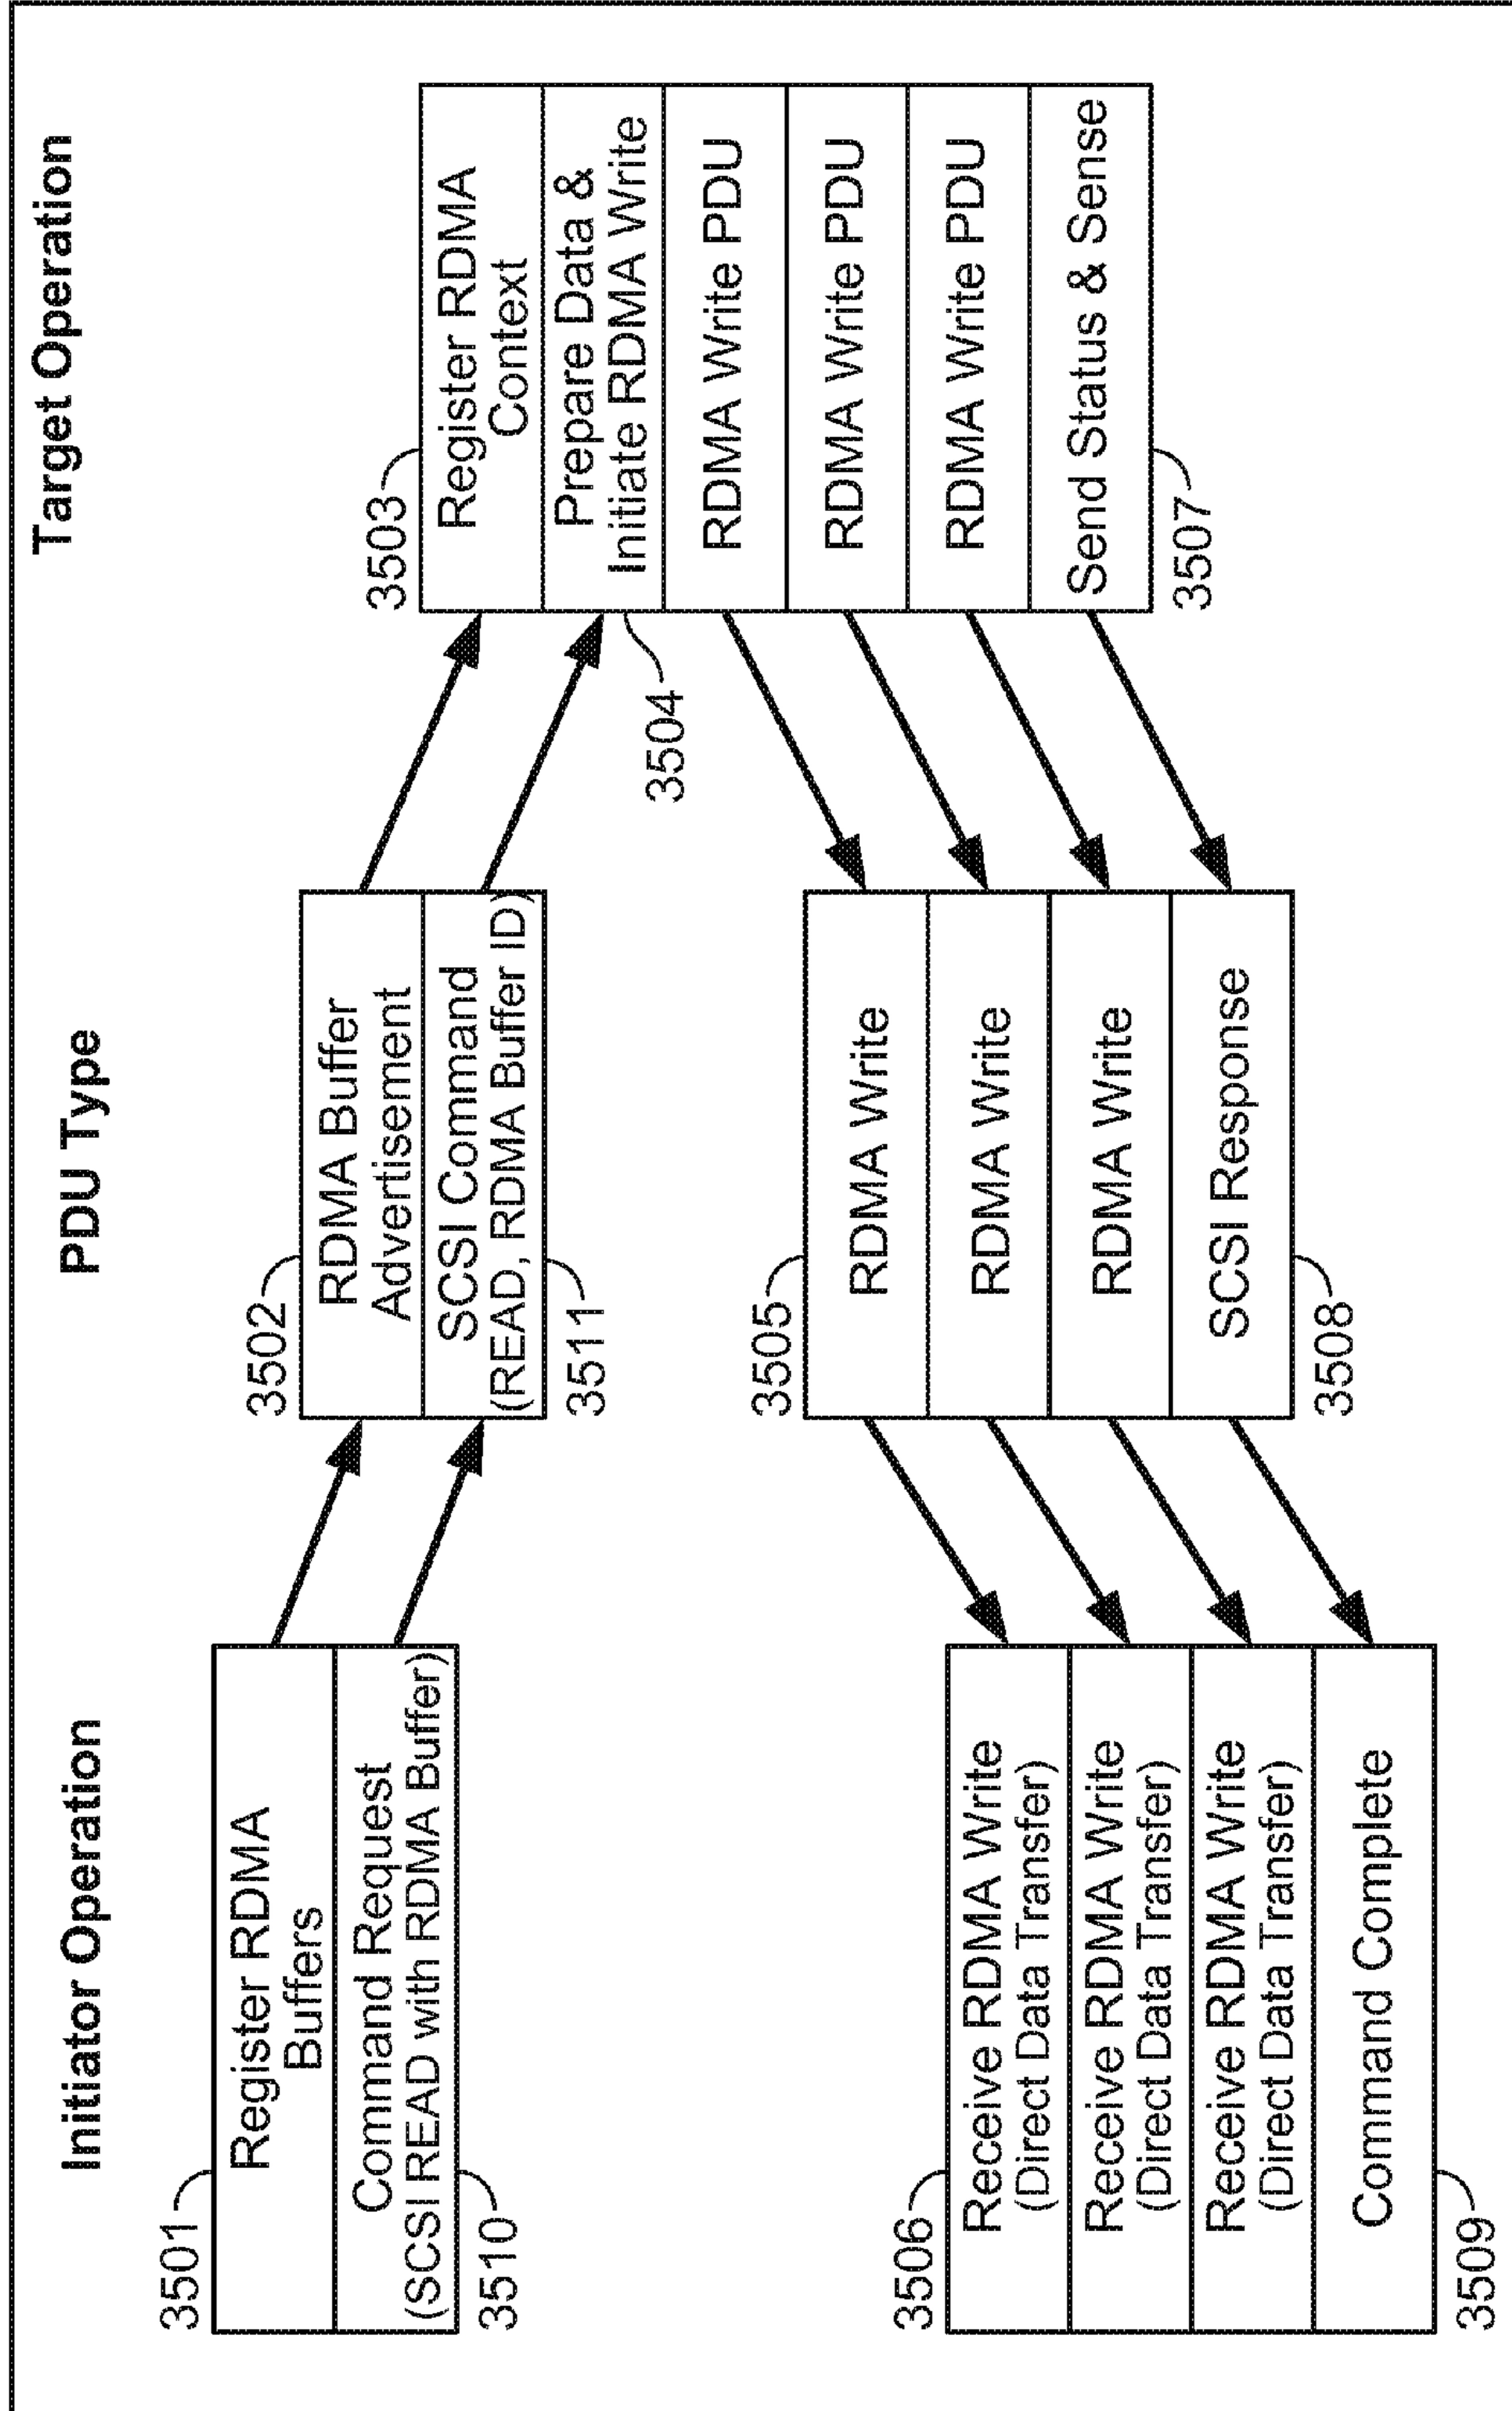 Initiator Operation
PDU Type
Target Operation
3501
Register RDMA
Buffers
Command Request
(SCSI READ with RDMA Buffer)
3510
3502
RDMA Buffer
Advertisement
SCSI Command
(READ, RDMA Buffer ID)
3511
3503
Register RDMA
Context
Prepare Data &
Initiate RDMA Write
3504
RDMA Write PDU
RDMA Write PDU
RDMA Write PDU
Send Status & Sense
3507
3505
RDMA Write
RDMA Write
RDMA Write
SCSI Response
3508
3506
Receive RDMA Write
(Direct Data Transfer)
Receive RDMA Write
(Direct Data Transfer)
Receive RDMA Write
(Direct Data Transfer)
Command Complete
3509